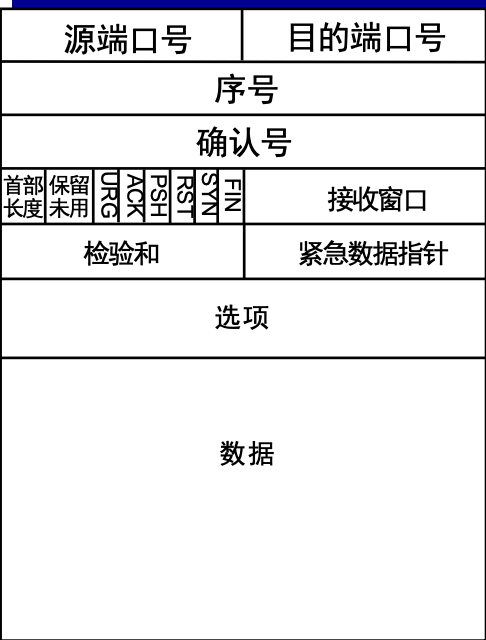 源端口号 目的端口号
序号
确认号
首部长度 保留未用 URG ACK PSH RST SYN FIN 接收窗口
检验和 紧急数据指针
选项
数据